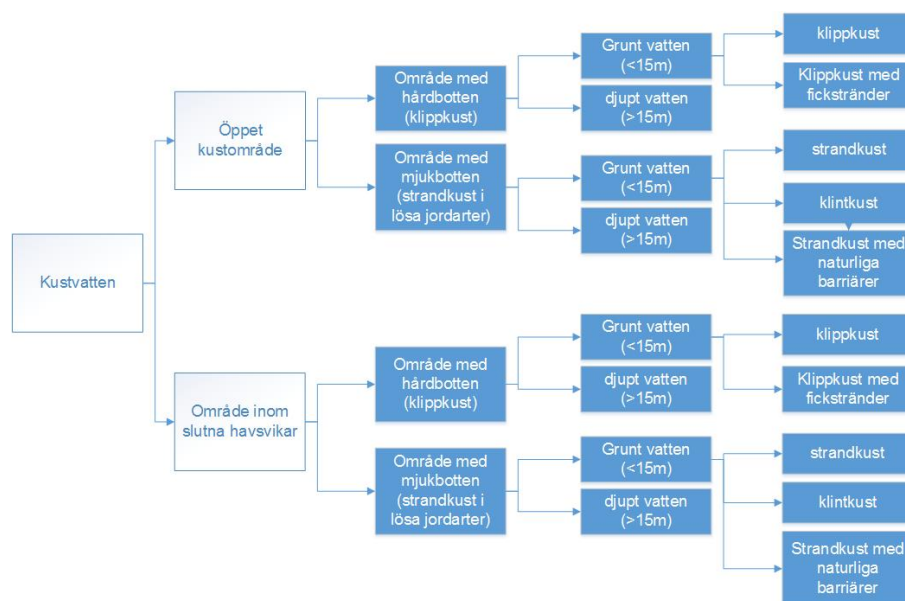 Kustvatten
Öppet
kustområde
Område med
hårdbotten
(klippkust)
Grunt vatten
(<15m)
klippkust
Klippkust med
fickstränder
djupt vatten
(>15m)
Område med
mjukbotten
(strandkust i
lösa jordarter)
Grunt vatten
(<15m)
strandkust
klintkust
Strandkust med
naturliga
barriärer
djupt vatten
(>15m)
Område inom
slutna havsvikar
Område med
hårdbotten
(klippkust)
Grunt vatten
(<15m)
klippkust
Klippkust med
fickstränder
djupt vatten
(>15m)
Område med
mjukbotten
(strandkust i
lösa jordarter)
Grunt vatten
(<15m)
strandkust
klintkust
Strandkust med
naturliga
barriärer
djupt vatten
(>15m)